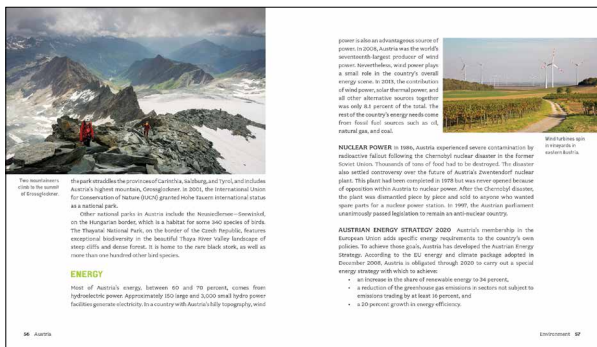 Two mountaineers
climb to the summit
of Grossglockner.
the park straddles the provinces of Carinthia, Salzburg, and Tyrol, and includes
Austria's highest mountain, Grossglockner. In 2001, the International Union
for Conservation of Nature (IUCN) granted Hohe Tauern international status
as a national park.
Other national parks in Austria include the Neusiedersee—Seewinkel,
on the Hungarian border, which is a habitat for some 340 species of birds.
The Thayatal National Park, on the border of the Czech Republic, features
exceptional biodiversity in the beautiful Thaya River Valley landscape of
steep cliffs and dense forest. It is home to the rare black stork, as well as
more than one hundred other bird species.
ENERGY
Most of Austria's energy, between 60 and 70 percent, comes from
hydroelectric power. Approximately 150 large and 3,000 small hydro power
facilities generate electricity. In a country with Austria's hilly topography, wind
56 Austria
power is also an advantageous source of
power. In 2008, Austria was the world's
seventeenth-largest producer of wind
power. Nevertheless, wind power plays
a small role in the country's overall
energy scene. In 2013, the contribution
of wind power, solar thermal power, and
all other alternative sources together
was only 8.1 percent of the total. The
rest of the country's energy needs come
from fossil fuel sources such as oil,
natural gas, and coal.
Wind turbines spin
in vineyards in
eastern Austria.
NUCLEAR POWER In 1986, Austria experienced severe contamination by
radioactive fallout following the Chernobyl nuclear disaster in the former
Soviet Union. Thousands of tons of food had to be destroyed. The disaster
also settled controversy over the future of Austria's Zwentendorf nuclear
plant. This plant had been completed in 1978 but was never opened because
of opposition within Austria to nuclear power. After the Chernobyl disaster,
the plant was dismantled piece by piece and sold to anyone who wanted
spare parts for a nuclear power station. In 1997, the Austrian parliament
unanimously passed legislation to remain an anti-nuclear country.
AUSTRIAN ENERGY STRATEGY 2020 Austria's membership in the
European Union adds specific energy requirements to the country's own
policies. To achieve those goals, Austria has developed the Austrian Energy
Strategy. According to the EU energy and climate package adopted in
December 2008, Austria is obligated through 2020 to carry out a special
energy strategy with which to achieve:
• an increase in the share of renewable energy to 34 percent,
• a reduction of the greenhouse gas emissions in sectors not subject to
emissions trading by at least 16 percent, and
• a 20 percent growth in energy efficiency.
Environment 57